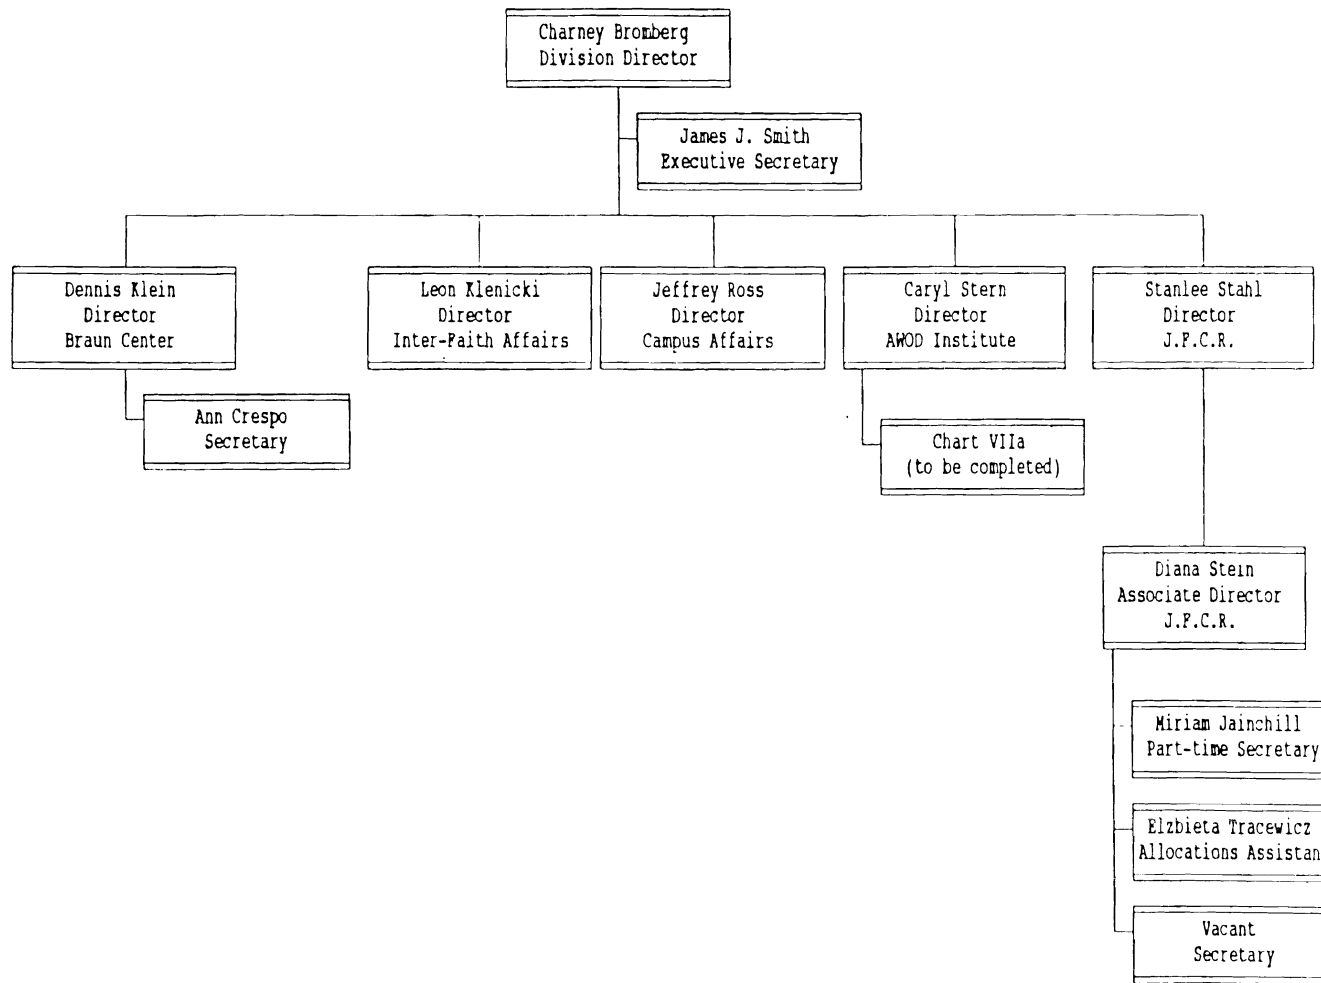 Charney Bromberg
Division Director
James J. Smith
Executive Secretary
Dennis Klein
Director
Braun Center
Leon Klenicki
Director
Inter-Faith Affairs
Jeffrey Ross
Director
Campus Affairs
Caryl Stern
Director
AWOD Institute
Stanlee Stahl
Director
J.F.C.R.
Ann Crespo
Secretary
Chart VIIa
(to be completed)
Diana Stein
Associate Director
J.F.C.R.
Miriam Jainchill
Part-time Secretary
Elzbieta Tracewicz
Allocations Assistan
Vacant
Secretary